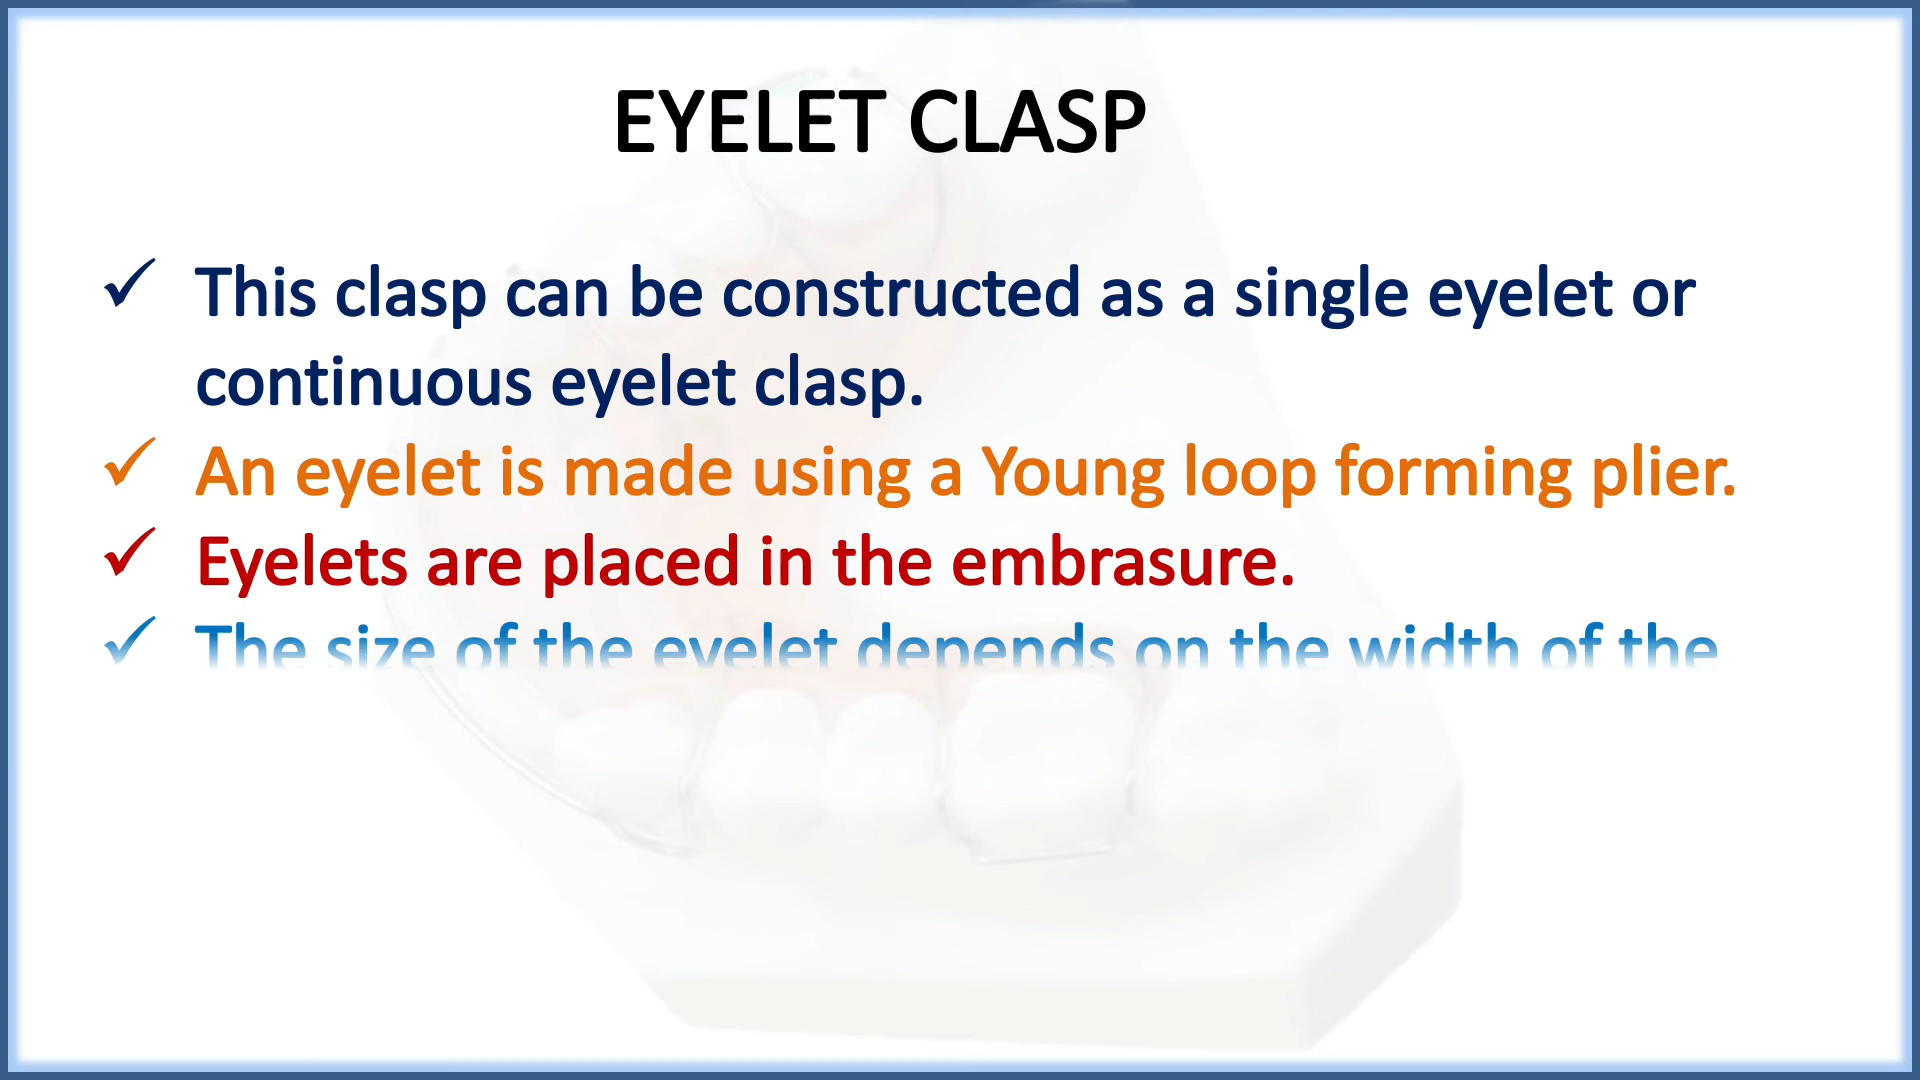 EYELET CLASP
✓ This clasp can be constructed as a single eyelet or
continuous eyelet clasp.
✓ An eyelet is made using a Young loop forming plier.
✓ Eyelets are placed in the embrasure.
✓ The size of the eyelet depends on the width of the